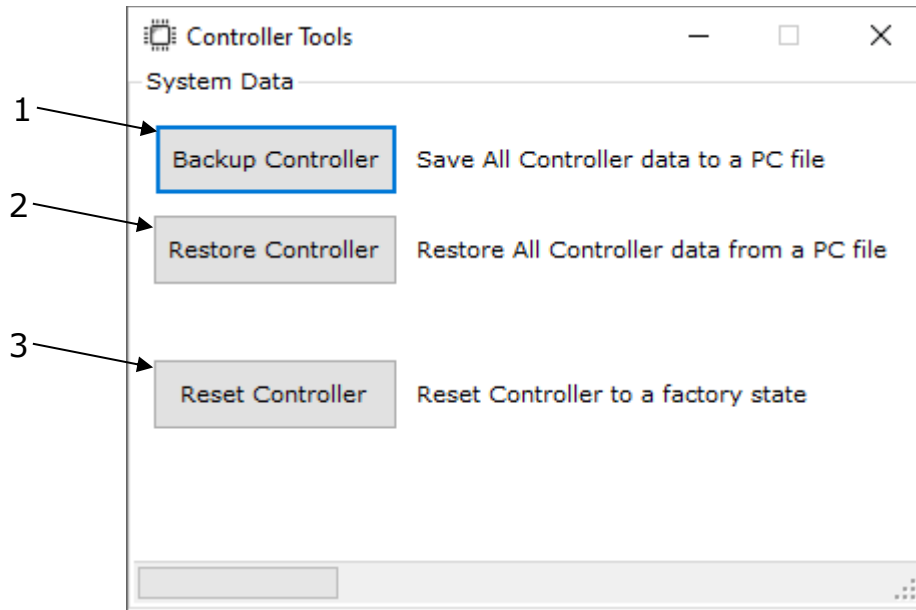 Controller Tools
System Data
1
Backup Controller Save All Controller data to a PC file
2
Restore Controller Restore All Controller data from a PC file
3
Reset Controller Reset Controller to a factory state